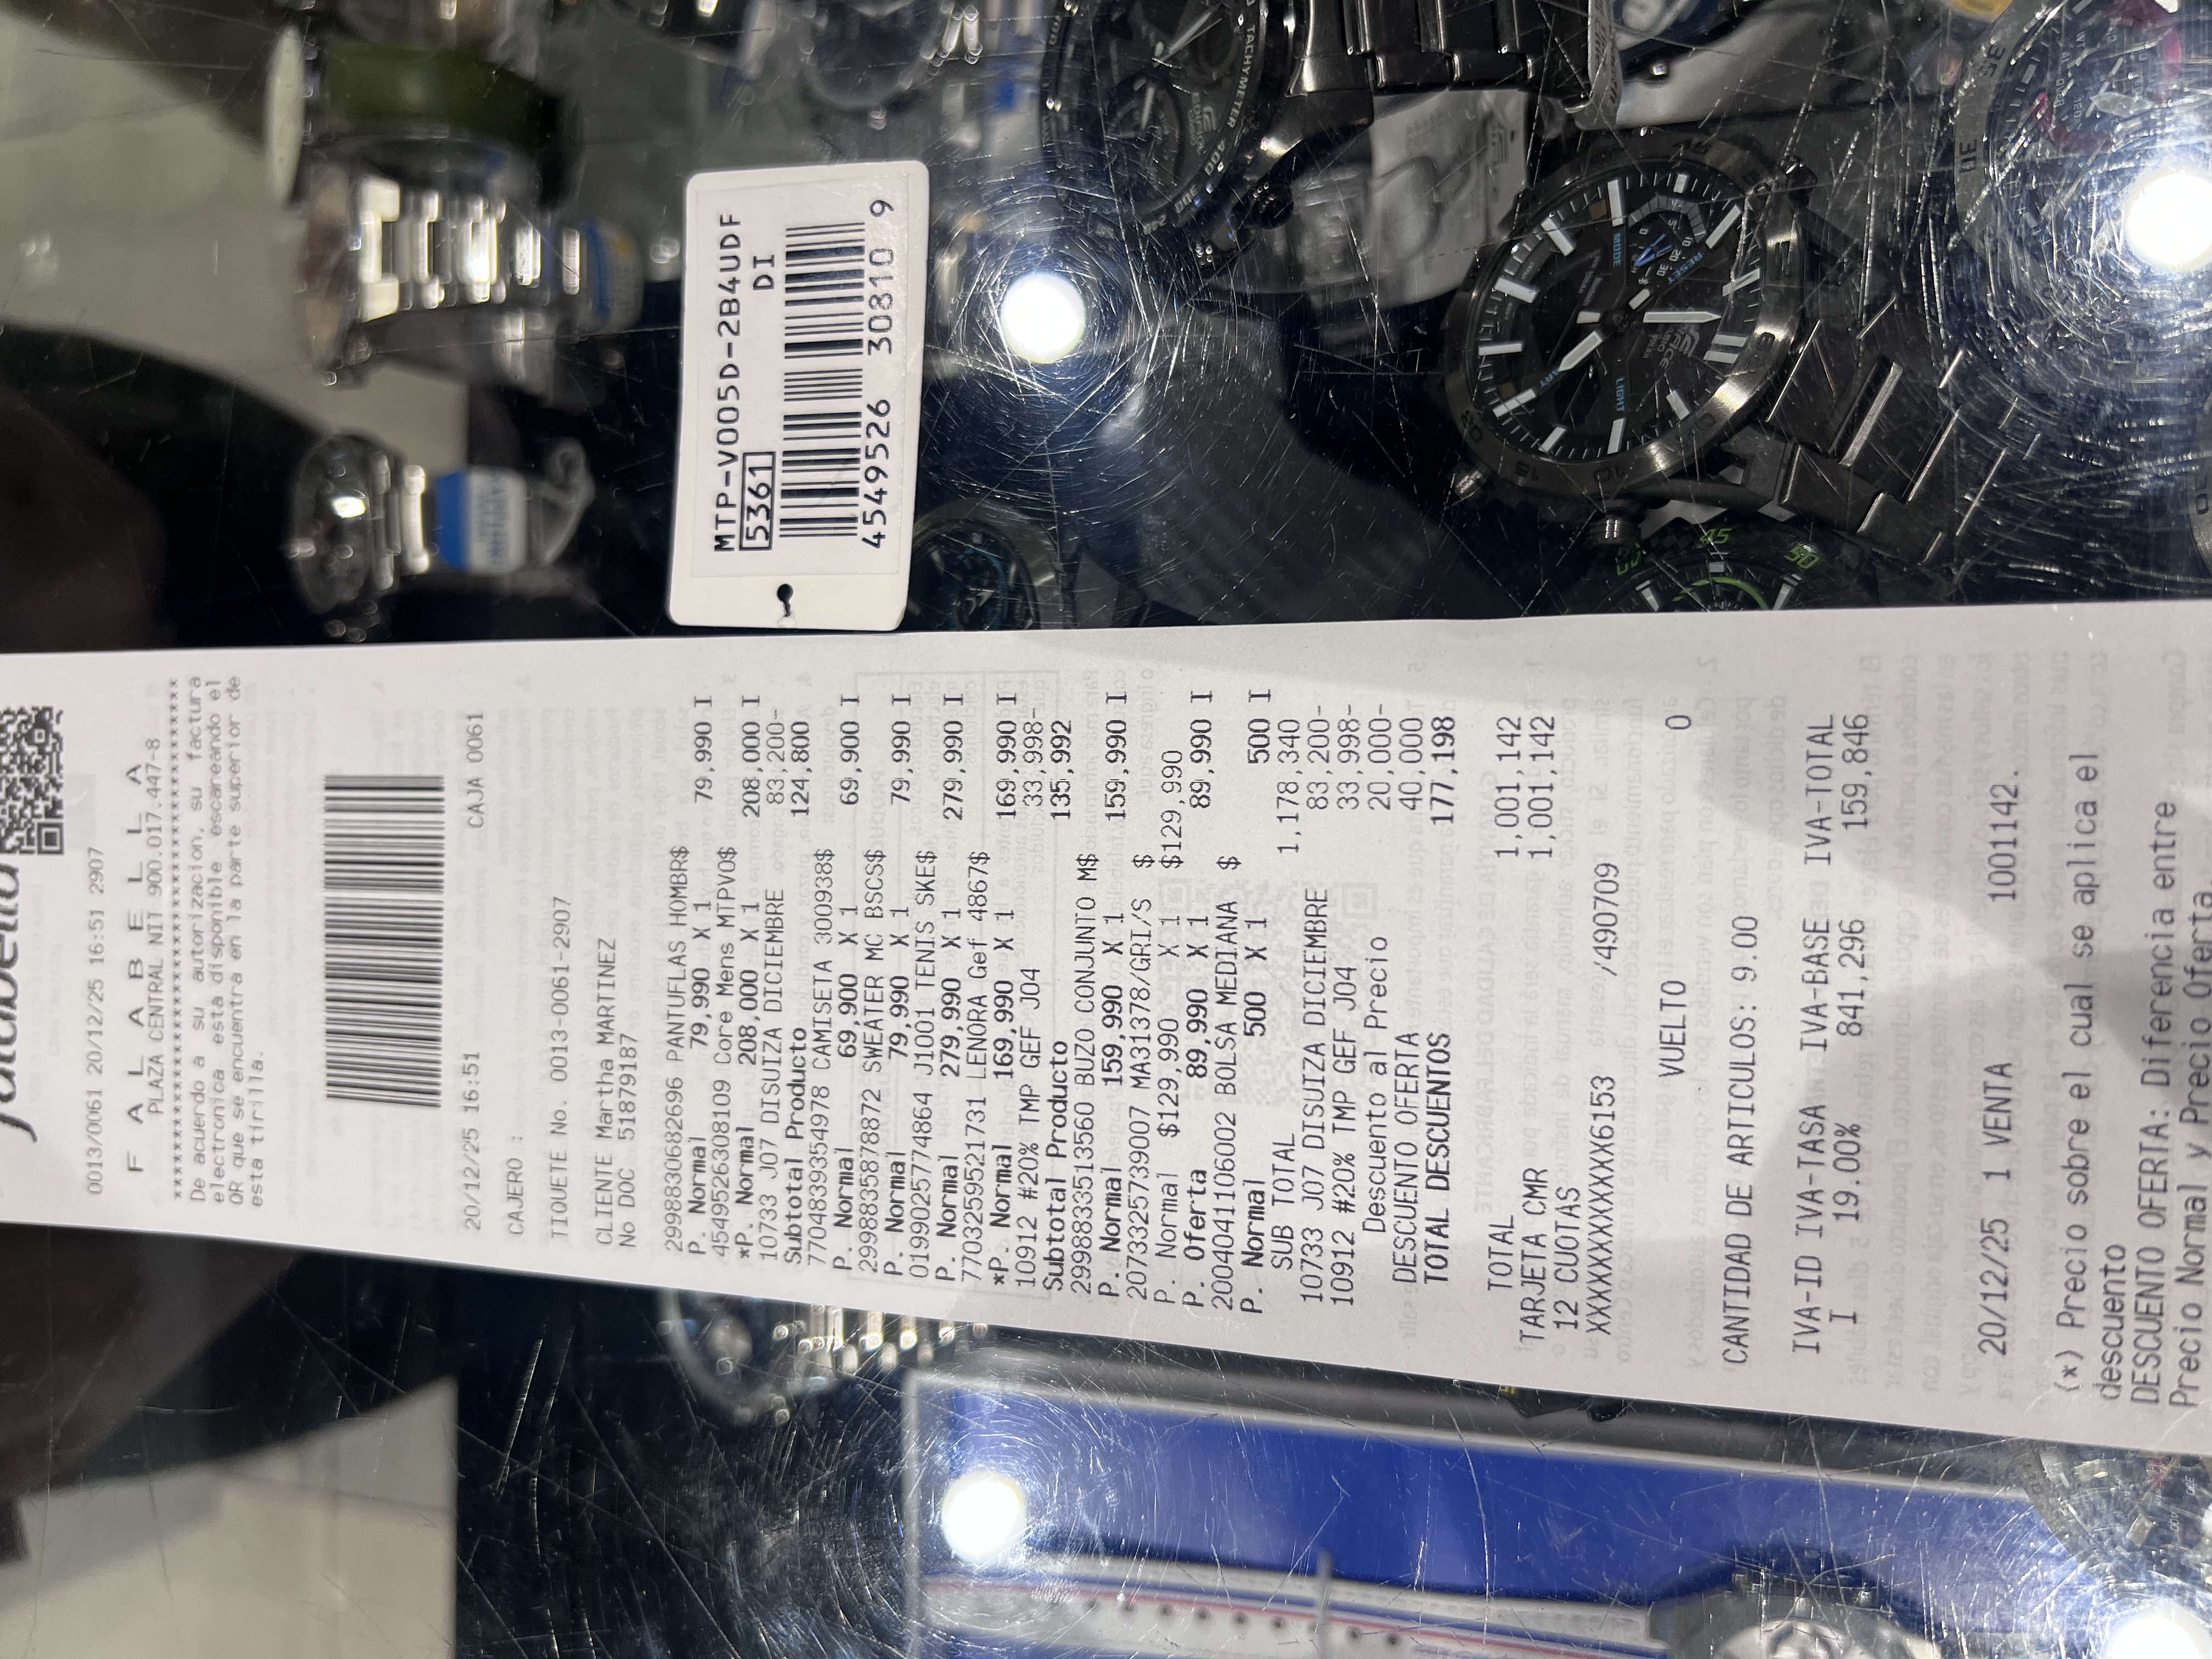 falabella
0013/0061 20/12/25 16:51 2907
F A L A B E L L A
PLAZA CENTRAL NIT 900.017.447-8
****************************************
De acuerdo a su autorizacion, su factura
electronica esta disponible escareando el
QR que se encuentra en la parte superior de
esta tirilla.
20/12/25 16:51 CAJA 0061
CAJERO :
TIQUETE No. 0013-0061-2907
CLIENTE Martha MARTINEZ
No DOC 51879187
2998830682696 PANTUFLAS HOMBR$
P. Normal 79,990 X 1 79,990 I
4549526308109 Core Mens MTPV0$
*P. Normal 208,000 X 1 208,000 I
10733 J07 DISUIZA DICIEMBRE 83,200-
Subtotal Producto 124,800
7704839354978 CAMISETA 300938$
P. Normal 69,900 X 1 69,900 I
2998835878872 SWEATER MC BSCS$
P. Normal 79,990 X 1 79,990 I
0199025774864 J1001 TENIS SKE$
P. Normal 279,990 X 1 279,990 I
7703259521731 LENORA Gef 4867$
*P. Normal 169,990 X 1 169,990 I
10912 #20% TMP GEF J04 33,998-
Subtotal Producto 135,992
2998833513560 BUZO CONJUNTO M$
P. Normal 159,990 X 1 159,990 I
2073325739007 MA31378/GRI/S $
P. Normal $129,990 X 1 $129,990
P. Oferta 89,990 X 1 89,990 I
2004041106002 BOLSA MEDIANA $
P. Normal 500 X 1 500 I
SUB TOTAL 1,178,340
10733 J07 DISUIZA DICIEMBRE 83,200-
10912 #20% TMP GEF J04 33,998-
Descuento al Precio 20,000-
DESCUENTO OFERTA 40,000
TOTAL DESCUENTOS 177,198
TOTAL 1,001,142
TARJETA CMR 1,001,142
12 CUOTAS
XXXXXXXXXXXX6153 /490709
VUELTO 0
CANTIDAD DE ARTICULOS: 9.00
IVA-ID IVA-TASA IVA-BASE IVA-TOTAL
I 19.00% 841,296 159,846
20/12/25 1 VENTA 1001142.
(*) Precio sobre el cual se aplica el
descuento
DESCUENTO OFERTA: Diferencia entre
Precio Normal y Precio Oferta.
MTP-V005D-2B4UDF
5361 DI
4549526 30810 9
TACHYMETER
MODE
RESET
LIGHT
EDIFICE